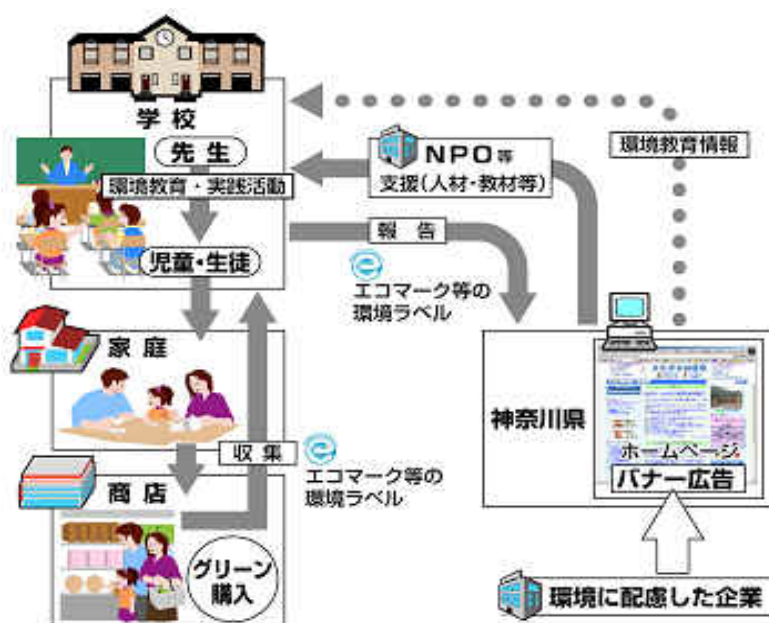 学校
先生
環境教育・実践活動
児童・生徒
NPO等
支援(人材・教材等)
環境教育情報
報告
エコマーク等の
環境ラベル
家庭
収集
エコマーク等の
環境ラベル
商店
グリーン
購入
神奈川県
ホームページ
バナー広告
環境に配慮した企業